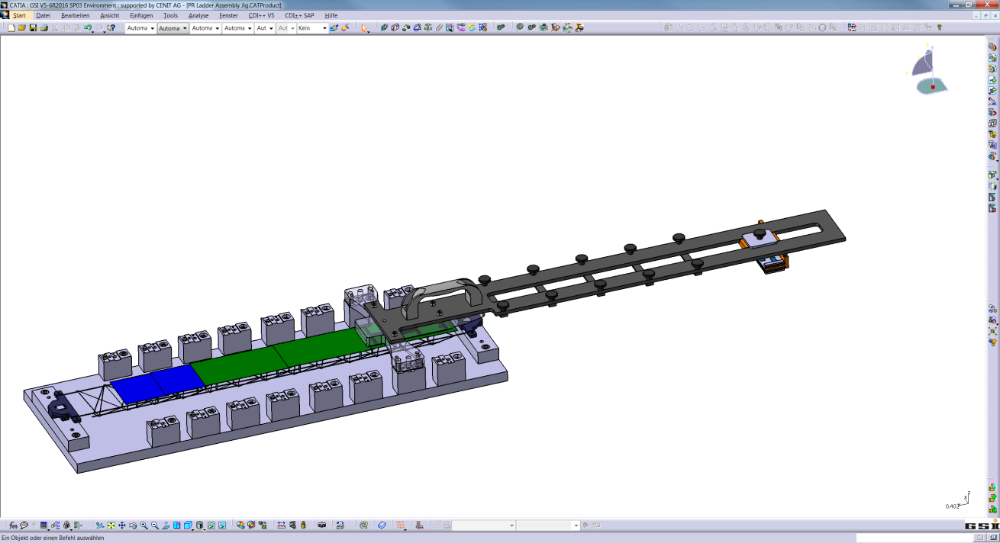 CATIA : GSI V5-6R2016 SP03 Environment : supported by CENIT AG - [PR Ladder Assembly Jig.CATProduct]
Start Datei Bearbeiten Ansicht Einfügen Tools Analyse Fenster CDI++ V5 CDI++ SAP Hilfe
Automa Automa Automa Automa Aut Aut Kein
z
GSI
Ein Objekt oder einen Befehl auswählen